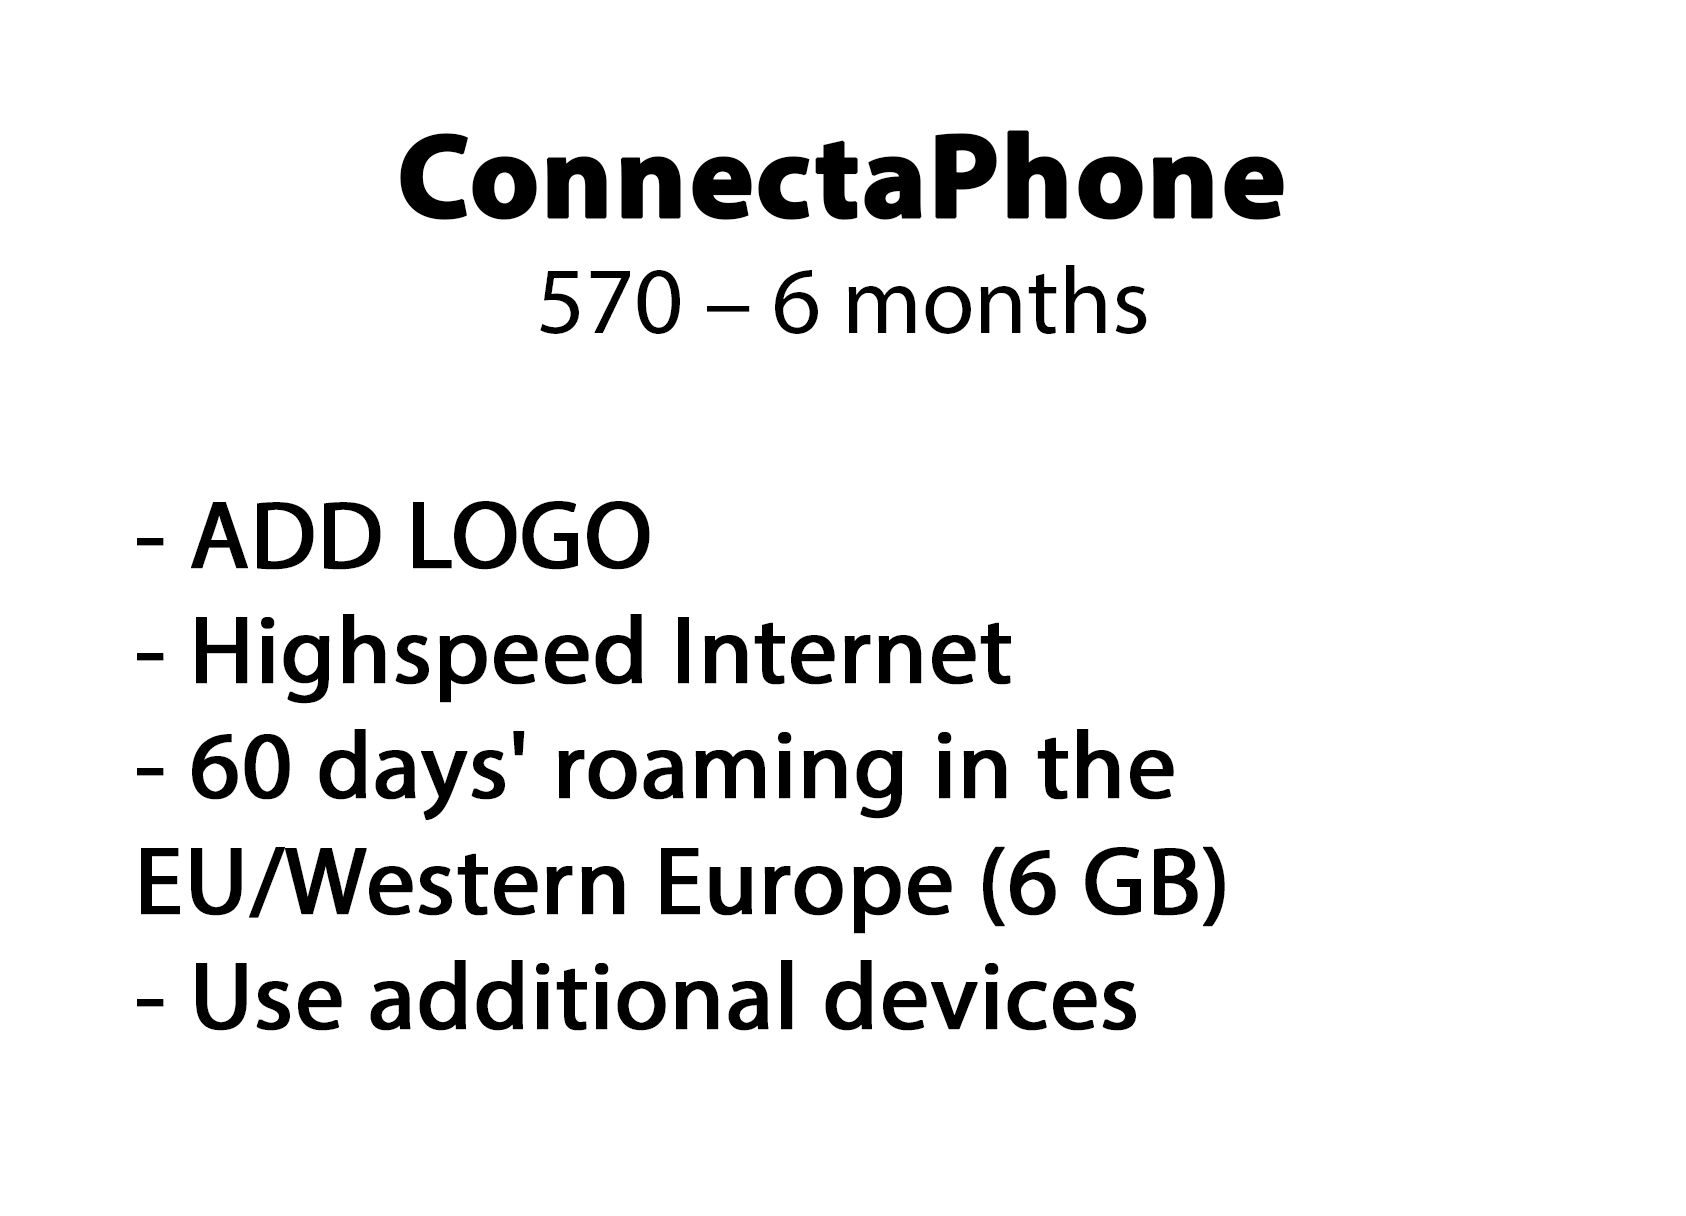 ConnectaPhone
570 – 6 months
- ADD LOGO
- Highspeed Internet
- 60 days' roaming in the
EU/Western Europe (6 GB)
- Use additional devices